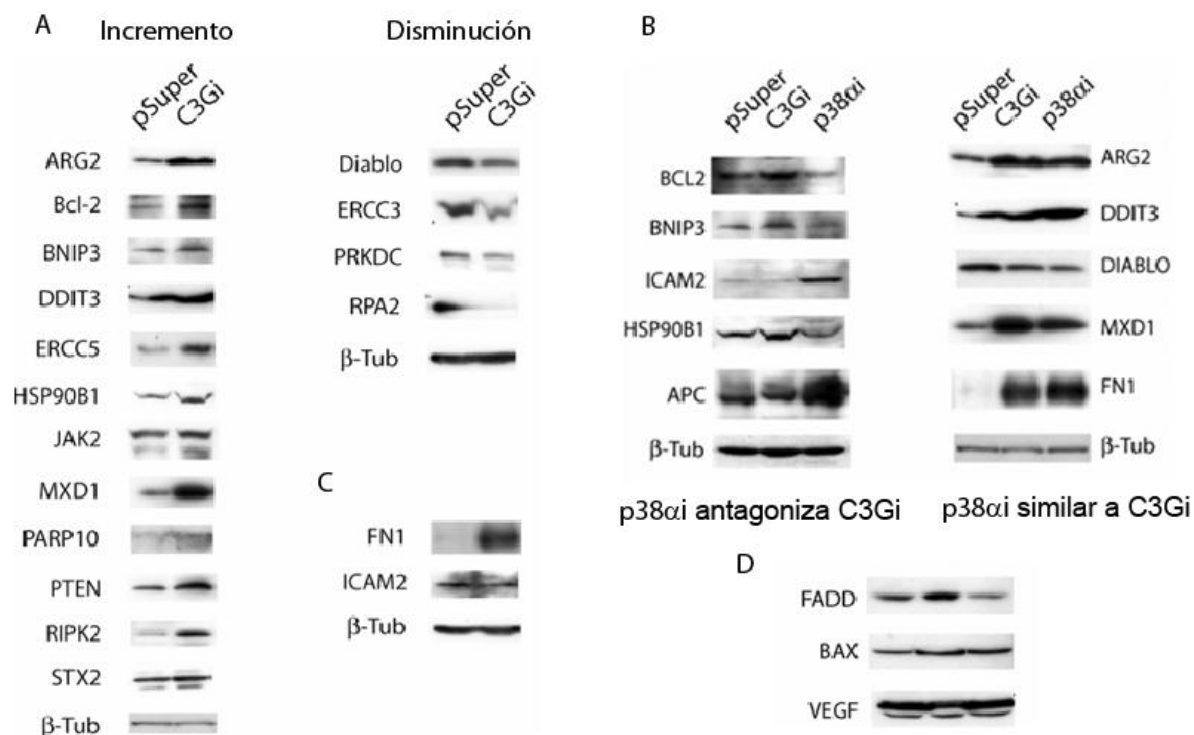 A
Incremento
pSuper
C3Gi
ARG2
Bcl-2
BNIP3
DDIT3
ERCC5
HSP90B1
JAK2
MXD1
PARP10
PTEN
RIPK2
STX2
β-Tub
Disminución
pSuper
C3Gi
Diablo
ERCC3
PRKDC
RPA2
β-Tub
C
FN1
ICAM2
β-Tub
B
pSuper
C3Gi
p38αi
BCL2
BNIP3
ICAM2
HSP90B1
APC
β-Tub
p38αi antagoniza C3Gi
pSuper
C3Gi
p38αi
ARG2
DDIT3
DIABLO
MXD1
FN1
β-Tub
p38αi similar a C3Gi
D
FADD
BAX
VEGF